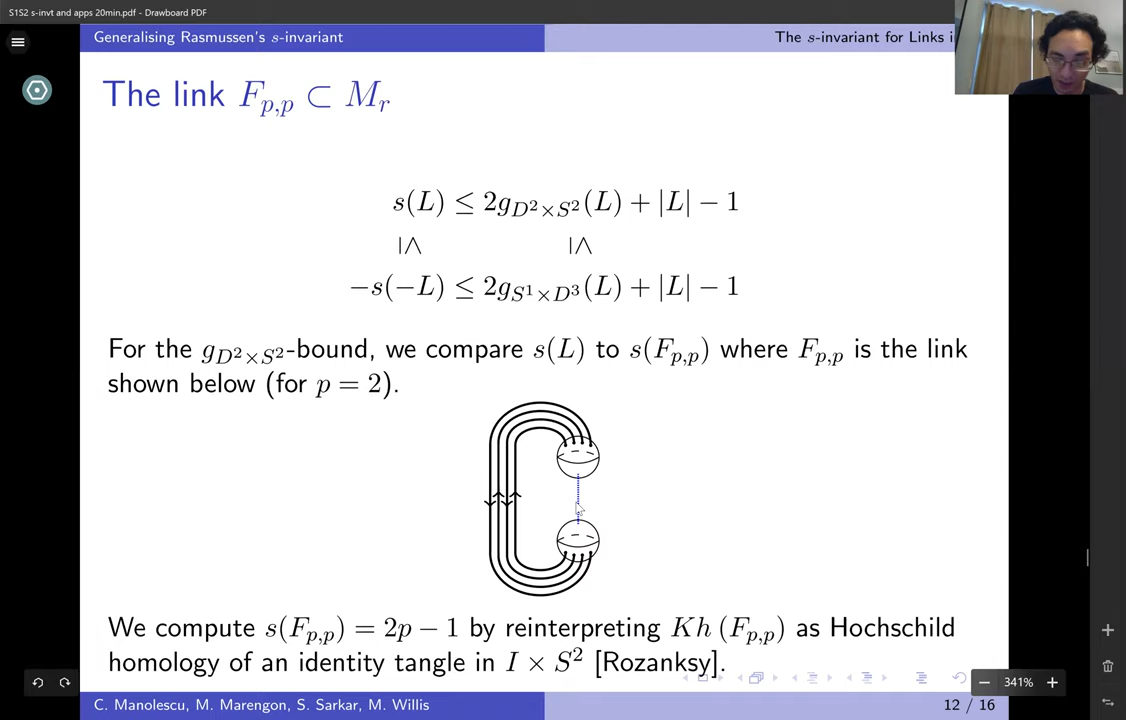 S1S2 s-invt and apps 20min.pdf - Drawboard PDF
Generalising Rasmussen's s-invariant
The s-invariant for Links i
The link F_{p,p} ⊂ M_r
s(L) ≤ 2g_{D²×S²}(L) + |L| − 1
|∧ |∧
−s(−L) ≤ 2g_{S¹×D³}(L) + |L| − 1
For the g_{D²×S²}-bound, we compare s(L) to s(F_{p,p}) where F_{p,p} is the link
shown below (for p = 2).
We compute s(F_{p,p}) = 2p − 1 by reinterpreting Kh (F_{p,p}) as Hochschild
homology of an identity tangle in I × S² [Rozanksy].
341%
C. Manolescu, M. Marengon, S. Sarkar, M. Willis
12 / 16